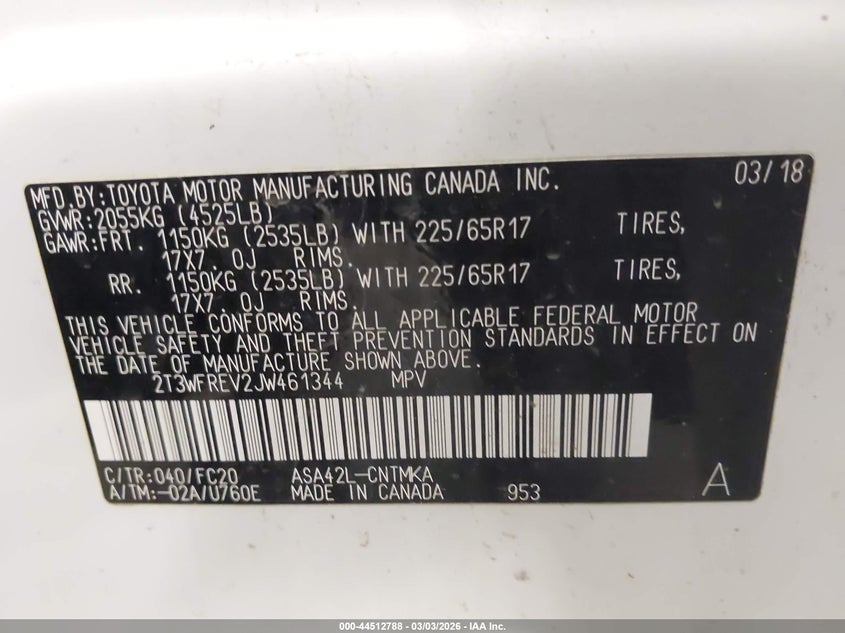 MFD.BY:TOYOTA MOTOR MANUFACTURING CANADA INC. 03/18
GVWR:2055KG (4525LB)
GAWR:FRT. 1150KG (2535LB) WITH 225/65R17 TIRES,
17X7.0J RIMS.
RR. 1150KG (2535LB) WITH 225/65R17 TIRES,
17X7.0J RIMS.
THIS VEHICLE CONFORMS TO ALL APPLICABLE FEDERAL MOTOR
VEHICLE SAFETY AND THEFT PREVENTION STANDARDS IN EFFECT ON
THE DATE OF MANUFACTURE SHOWN ABOVE.
2T3WFREV2JW461344 MPV
C/TR:040/FC20 ASA42L-CNTMKA
A/TM:-02A/U760E MADE IN CANADA 953 A
000-44512788 - 03/03/2026 - IAA Inc.